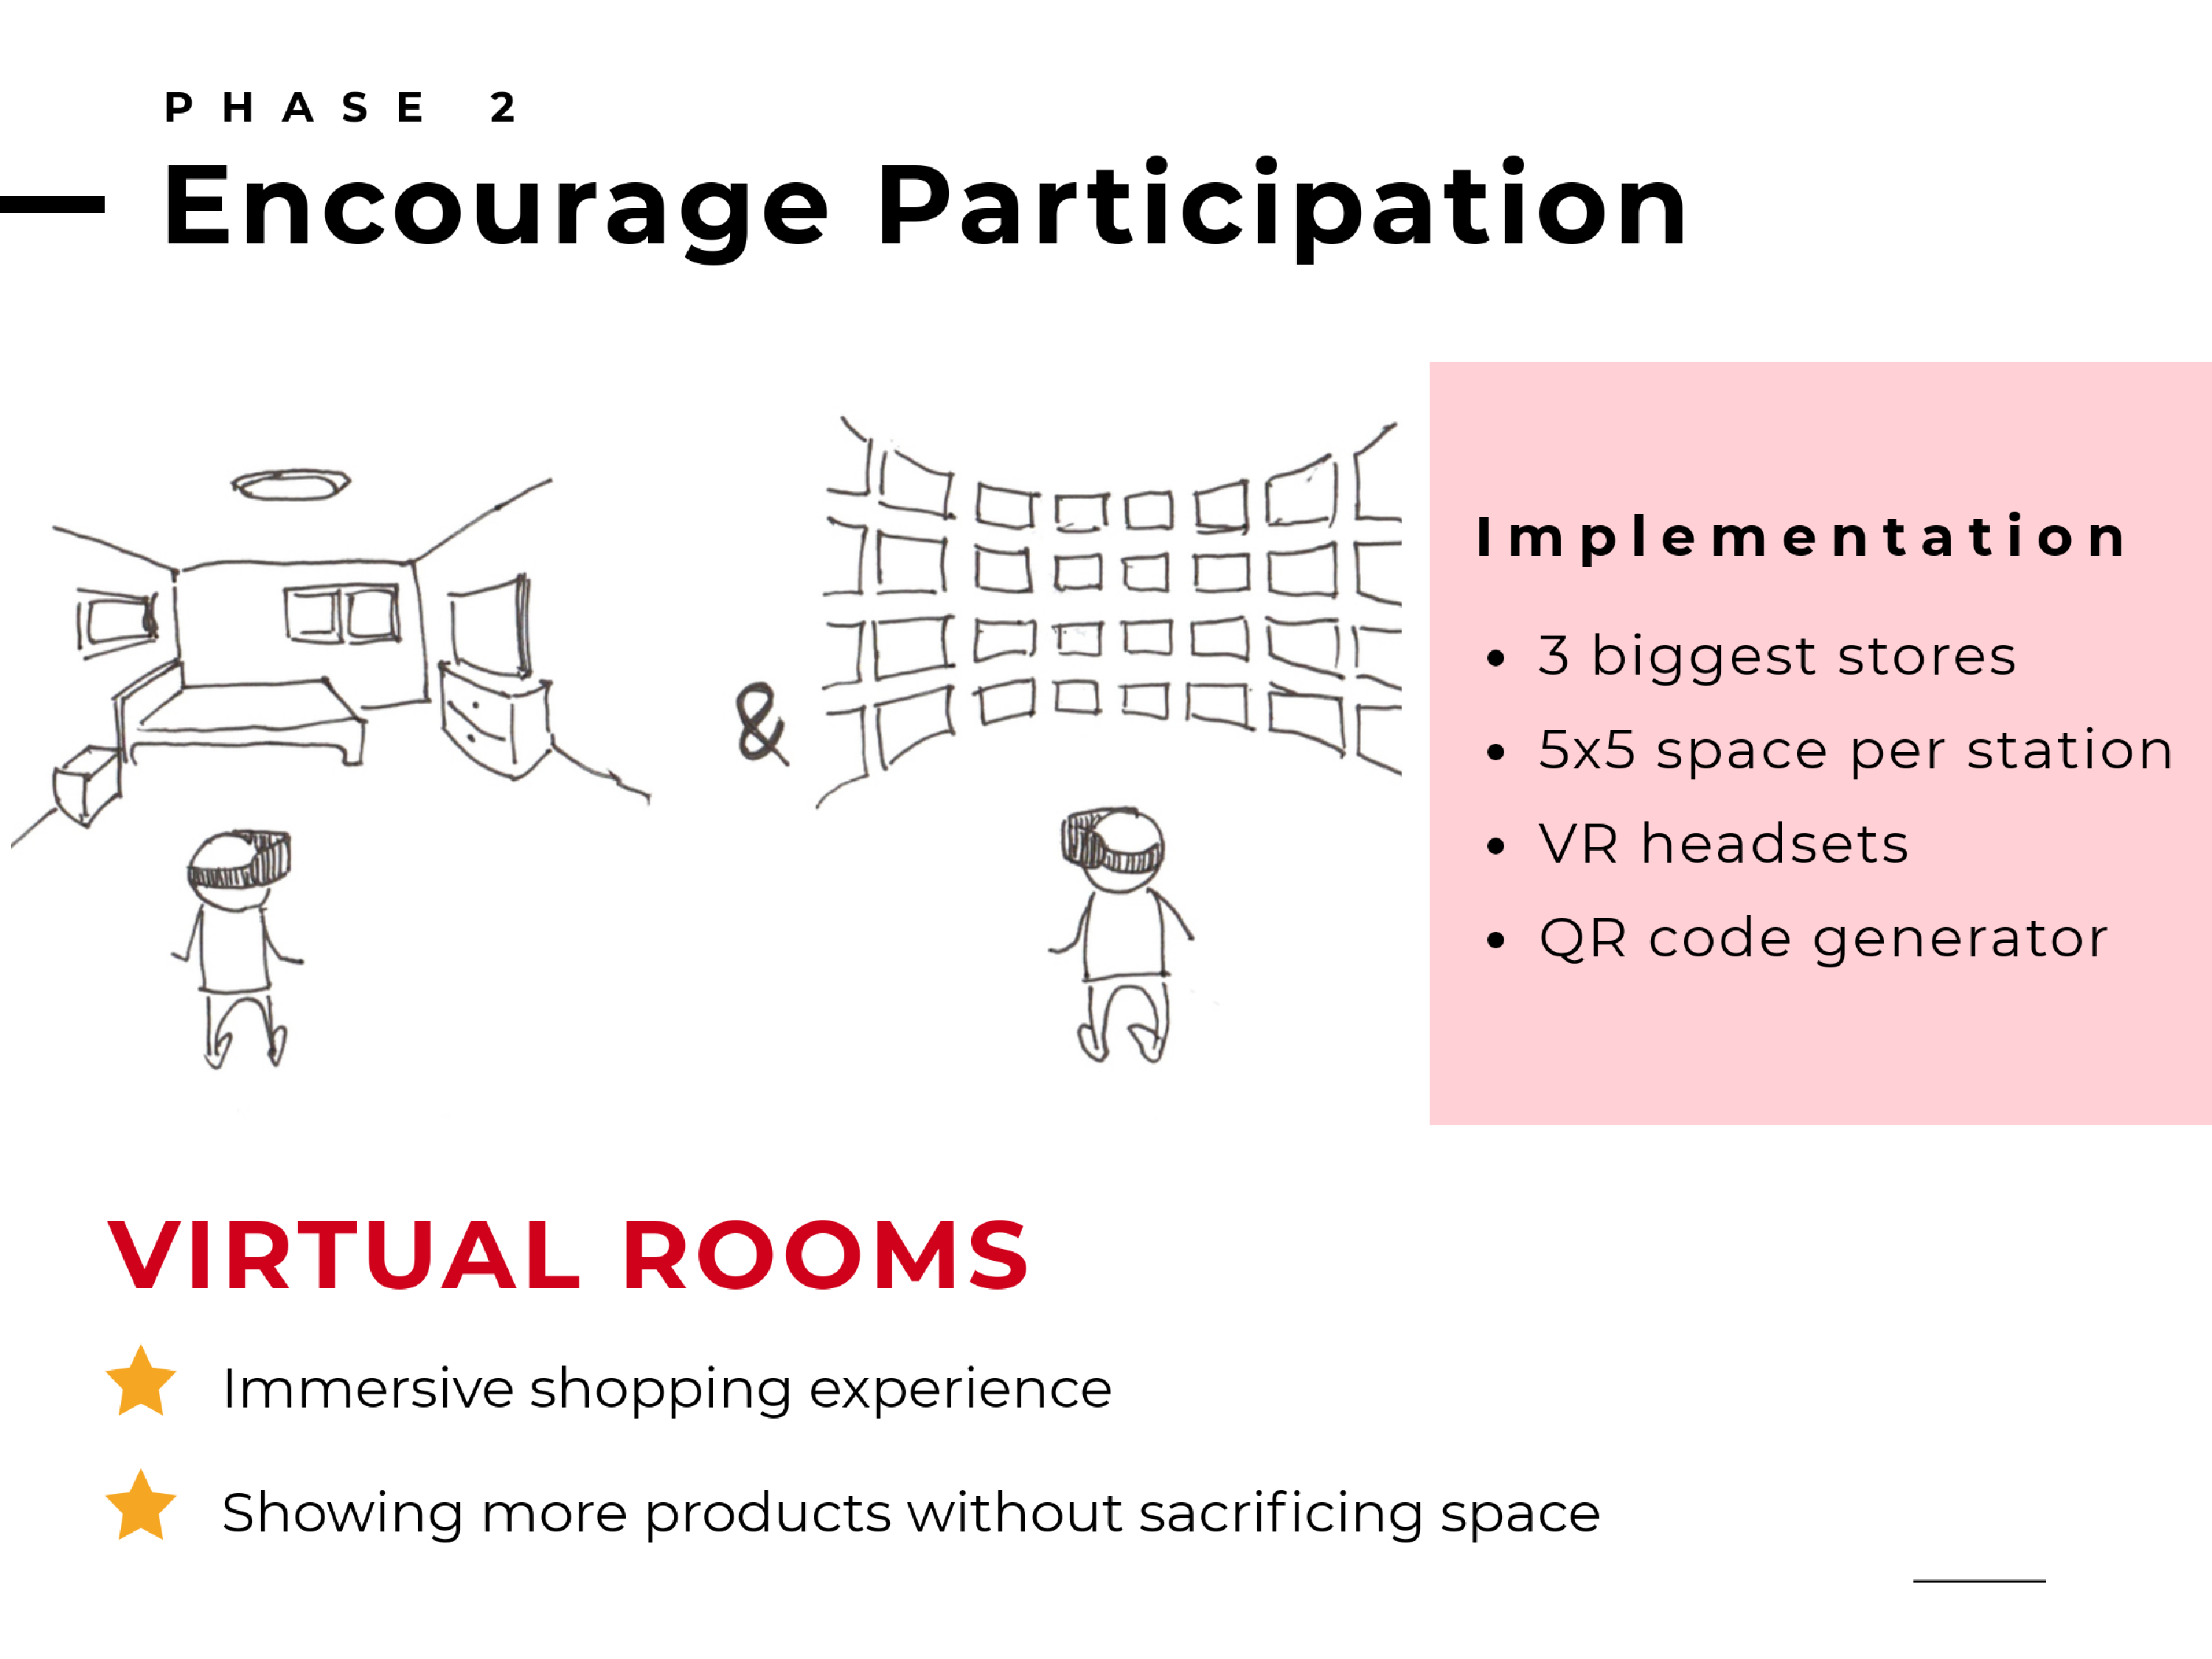 PHASE 2
Encourage Participation
&
Implementation
• 3 biggest stores
• 5x5 space per station
• VR headsets
• QR code generator
VIRTUAL ROOMS
Immersive shopping experience
Showing more products without sacrificing space